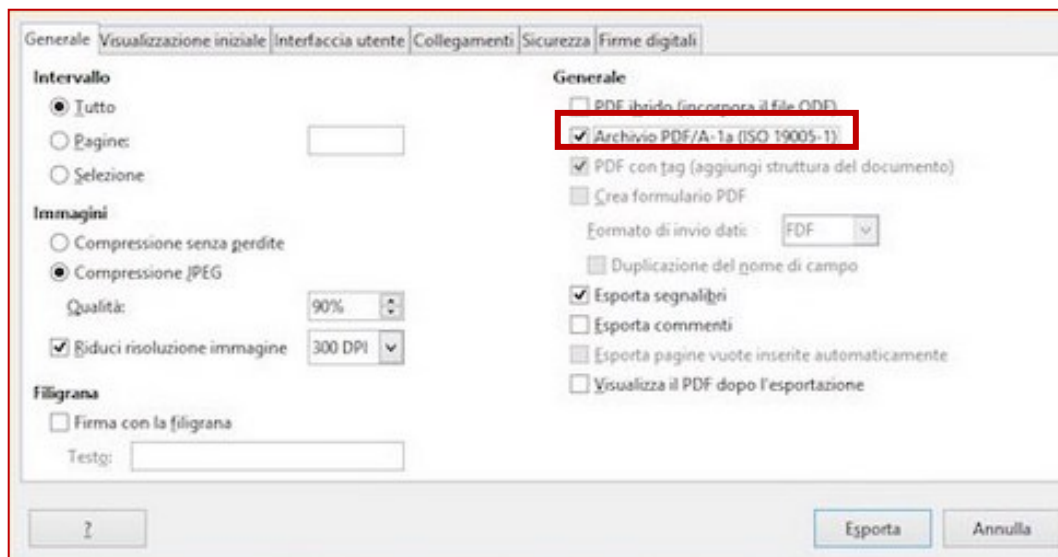 Generale Visualizzazione iniziale Interfaccia utente Collegamenti Sicurezza Firme digitali
Intervallo
Tutto
Pagine:
Selezione
Immagini
Compressione senza perdite
Compressione JPEG
Qualità: 90%
Riduci risoluzione immagine 300 DPI
Filigrana
Firma con la filigrana
Testo:
Generale
PDF ibrido (incorpora il file ODF)
Archivio PDF/A-1a (ISO 19005-1)
PDF con tag (aggiungi struttura del documento)
Crea formulario PDF
Formato di invio dati: FDF
Duplicazione del nome di campo
Esporta segnalibri
Esporta commenti
Esporta pagine vuote inserite automaticamente
Visualizza il PDF dopo l'esportazione
? Esporta Annulla